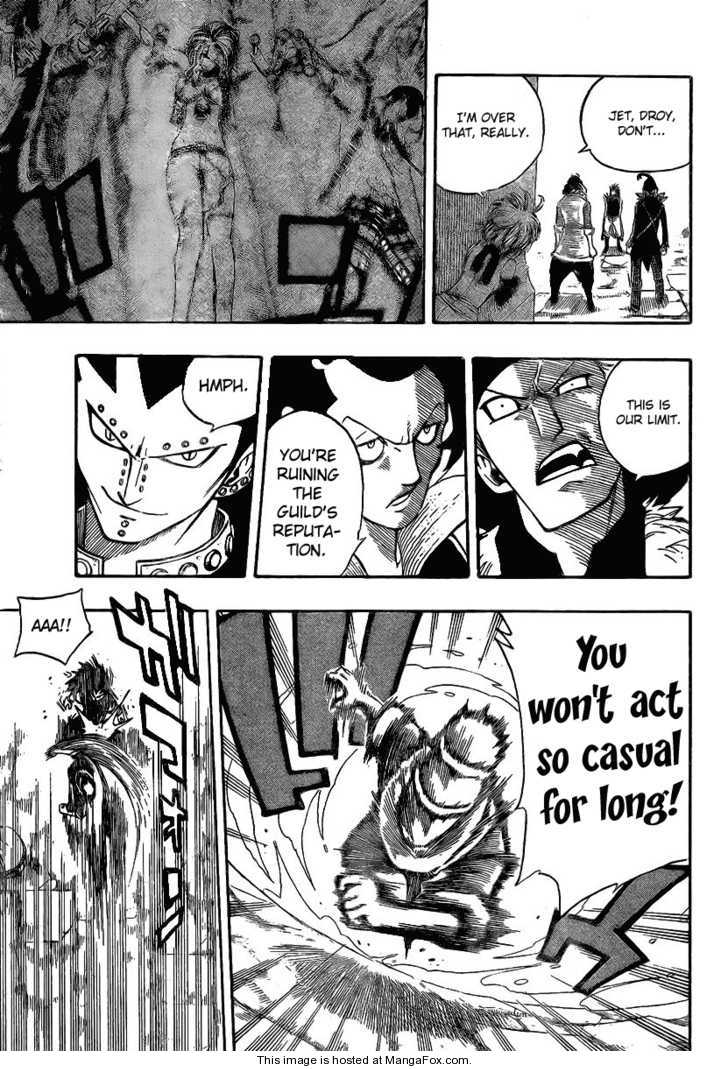 JET, DROY,
DON'T...
I'M OVER
THAT, REALLY.
THIS IS
OUR LIMIT.
YOU'RE
RUINING
THE
GUILD'S
REPUTA-
TION.
HMPH.
You
won't act
so casual
for long!
AAA!!
This image is hosted at MangaFox.com.